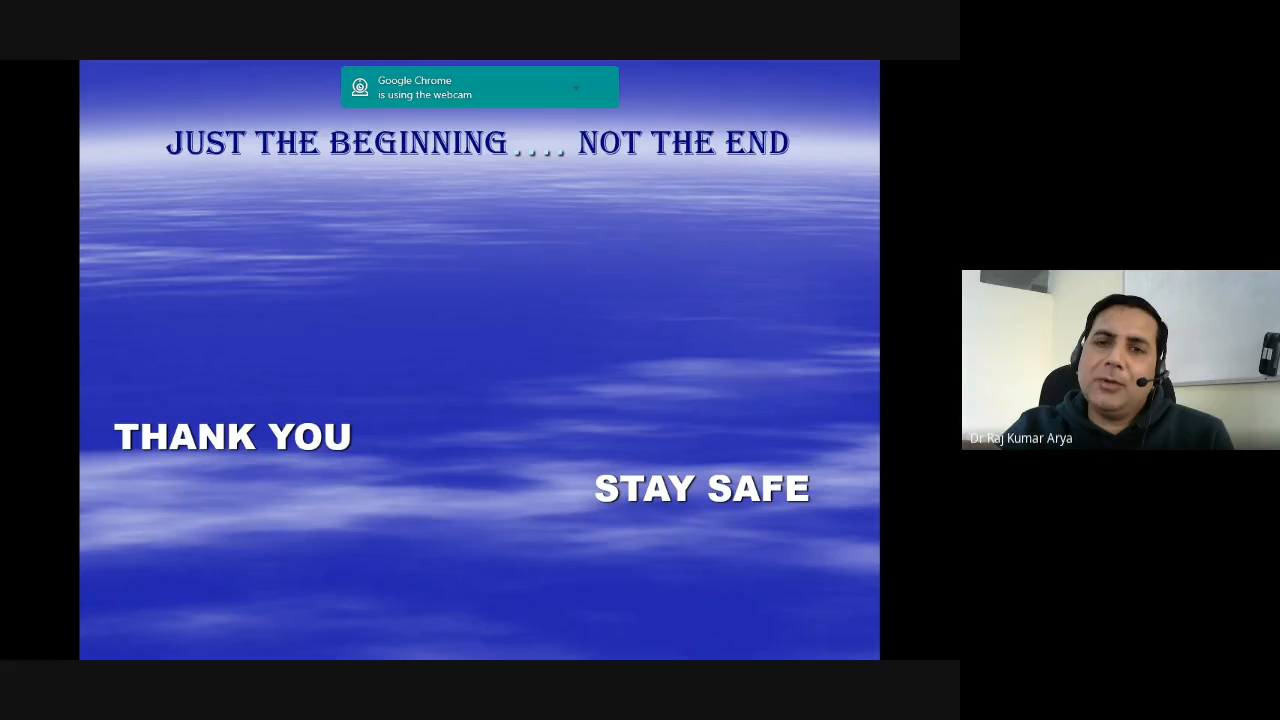 Google Chrome
is using the webcam
JUST THE BEGINNING.... NOT THE END
THANK YOU
STAY SAFE
Dr Raj Kumar Arya